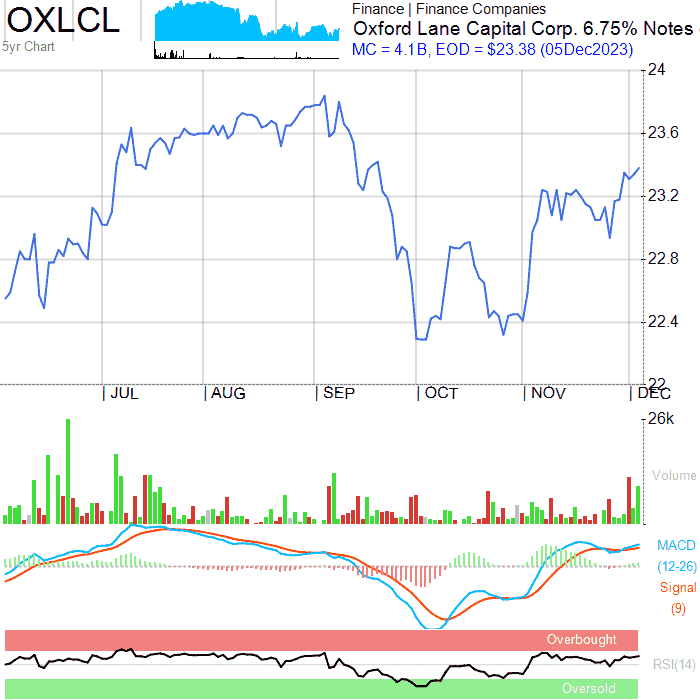 OXLCL
5yr Chart
Finance | Finance Companies
Oxford Lane Capital Corp. 6.75% Notes
MC = 4.1B, EOD = $23.38 (05Dec2023)
24
23.6
23.2
22.8
22.4
22
| JUL | AUG | SEP | OCT | NOV | DEC
26k
Volume
MACD
(12-26)
Signal
(9)
Overbought
RSI(14)
Oversold